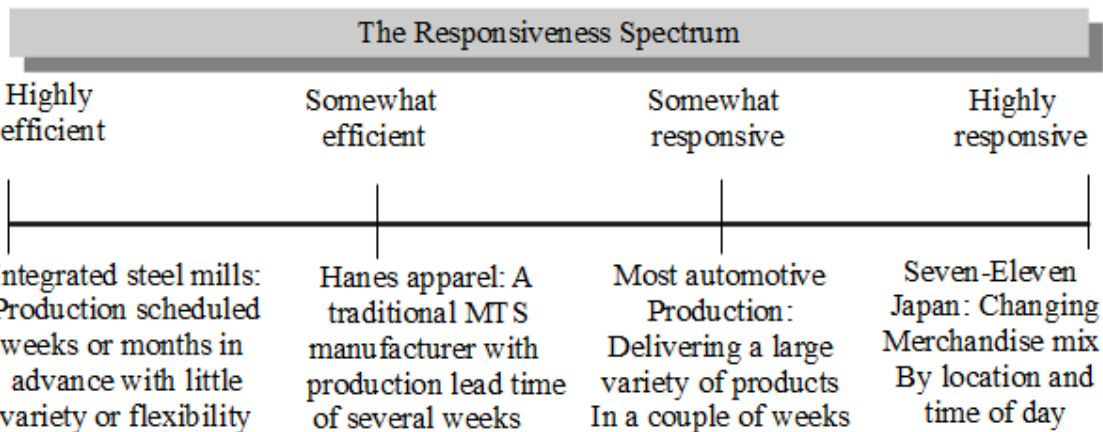 The Responsiveness Spectrum
Highly
efficient
Somewhat
efficient
Somewhat
responsive
Highly
responsive
Integrated steel mills:
Production scheduled
weeks or months in
advance with little
variety or flexibility
Hanes apparel: A
traditional MTS
manufacturer with
production lead time
of several weeks
Most automotive
Production:
Delivering a large
variety of products
In a couple of weeks
Seven-Eleven
Japan: Changing
Merchandise mix
By location and
time of day